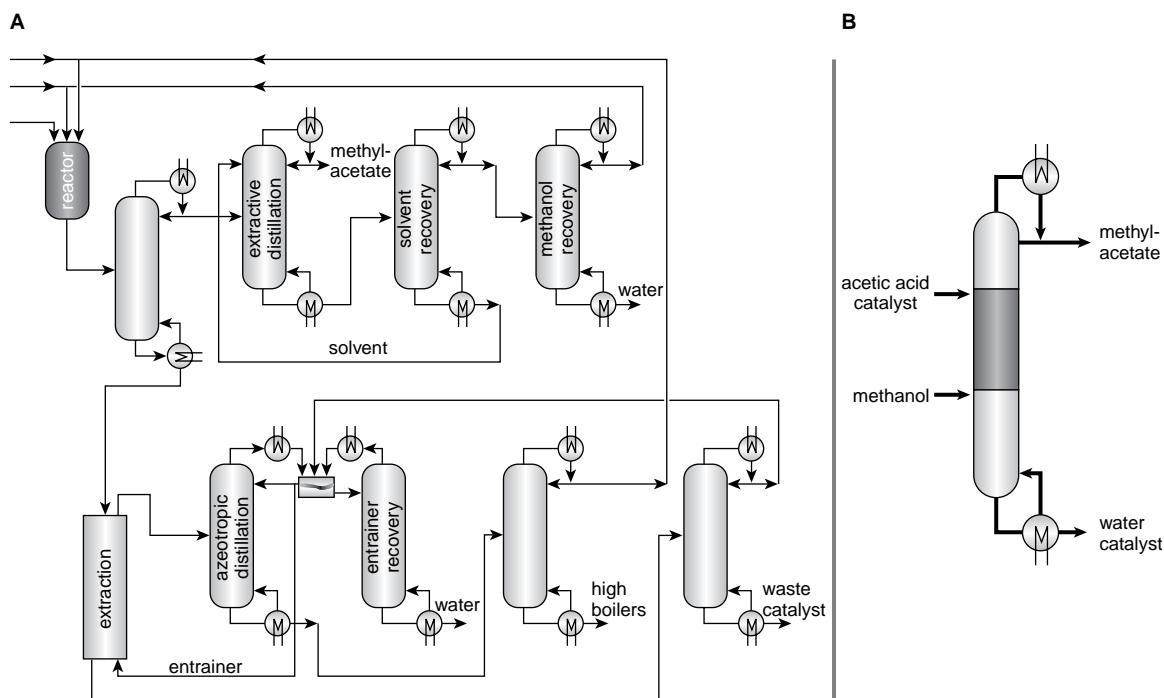 A
B
reactor
extractive
distillation
methyl-
acetate
solvent
recovery
methanol
recovery
water
solvent
extraction
azeotropic
distillation
entrainer
recovery
water
high
boilers
waste
catalyst
entrainer
methyl-
acetate
acetic acid
catalyst
methanol
water
catalyst